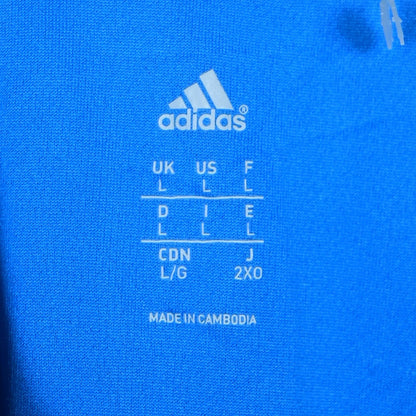 adidas
UK US F
L L L
D I E
L L L
CDN J
L/G 2XO
MADE IN CAMBODIA